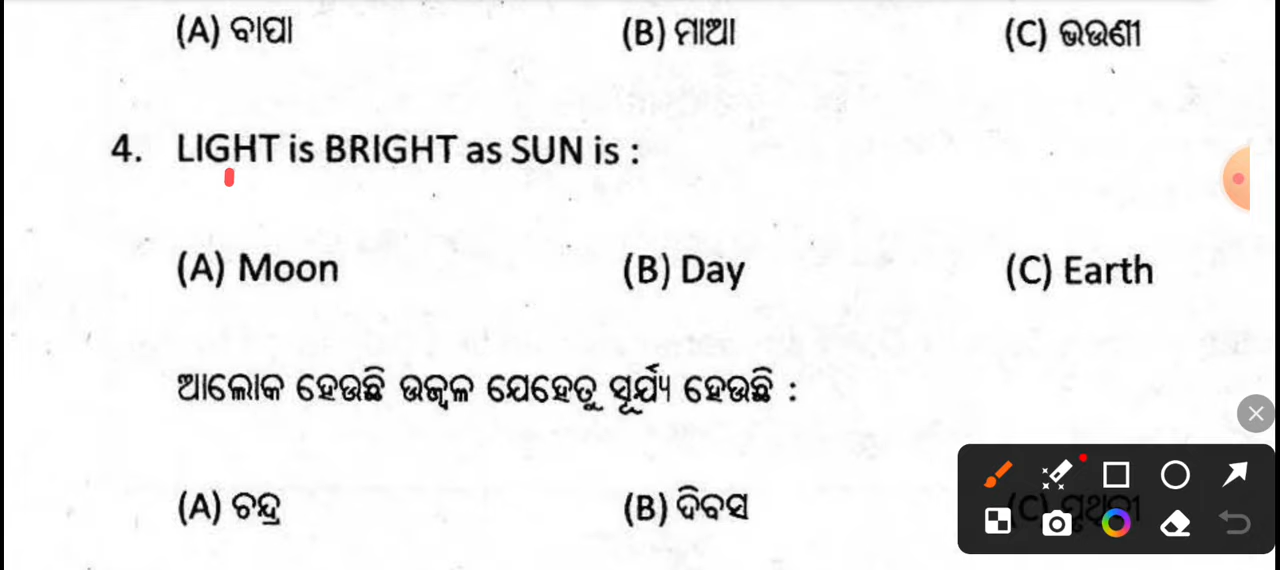 (A) ବାପା (B) ମାଆ (C) ଭଉଣୀ
4. LIGHT is BRIGHT as SUN is :
(A) Moon (B) Day (C) Earth
ଆଲୋକ ହେଉଛି ଉଜ୍ଜ୍ୱଳ ଯେହେତୁ ସୂର୍ଯ୍ୟ ହେଉଛି :
(A) ଚନ୍ଦ୍ର (B) ଦିବସ (C) ପୃଥିବୀ